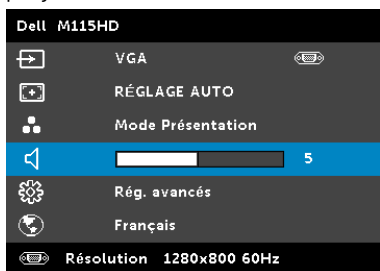 Dell M115HD
VGA
RÉGLAGE AUTO
Mode Présentation
5
Rég. avancés
Français
Résolution 1280x800 60Hz